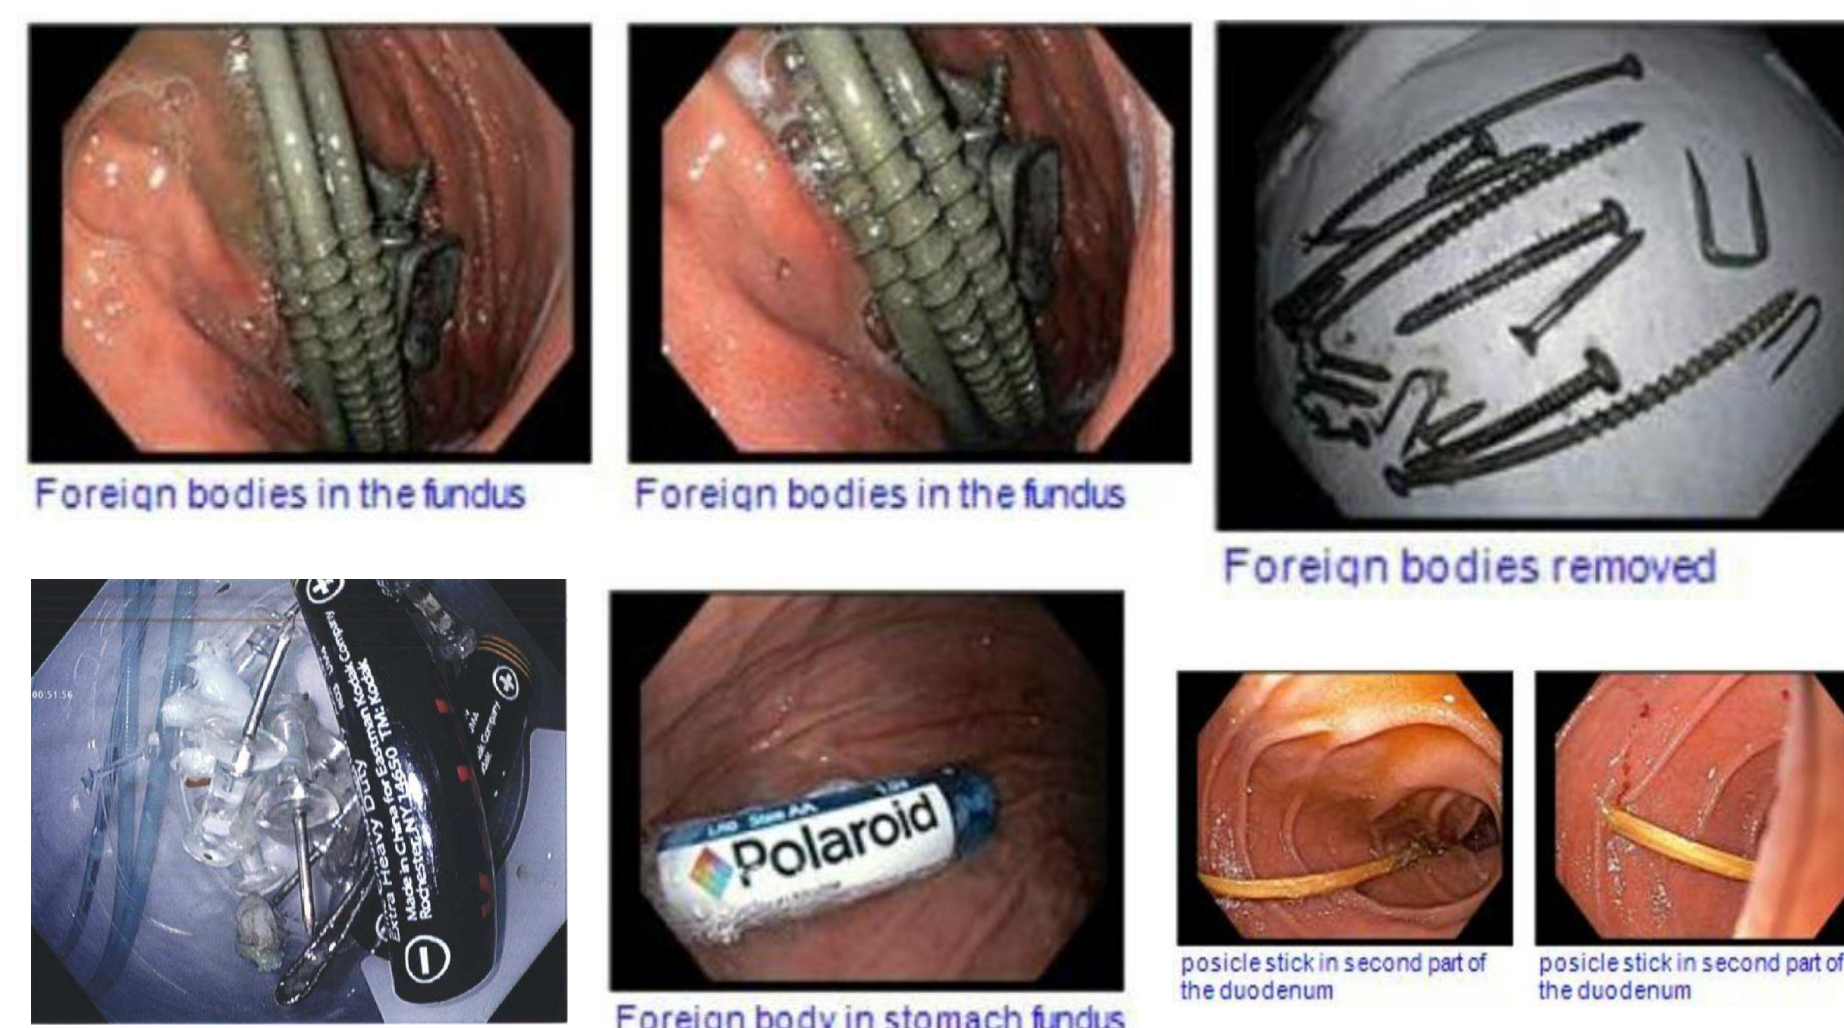 Foreign bodies in the fundus
Foreign bodies in the fundus
Foreign bodies removed
00:51:56
Extra Heavy Duty
Made in China for Eastman Kodak Company
Rochester, NY 14650 TM: Kodak
Size AA
Polaroid
Foreign body in stomach fundus
posicle stick in second part of
the duodenum
posicle stick in second part of
the duodenum